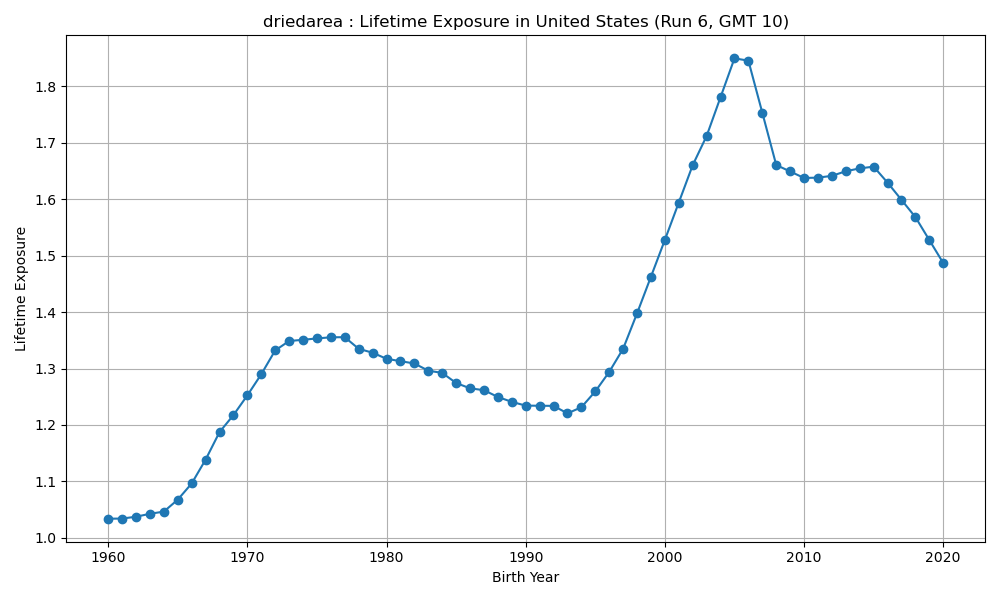 driedarea : Lifetime Exposure in United States (Run 6, GMT 10)
Lifetime Exposure
1.8
1.7
1.6
1.5
1.4
1.3
1.2
1.1
1.0
1960 1970 1980 1990 2000 2010 2020
Birth Year